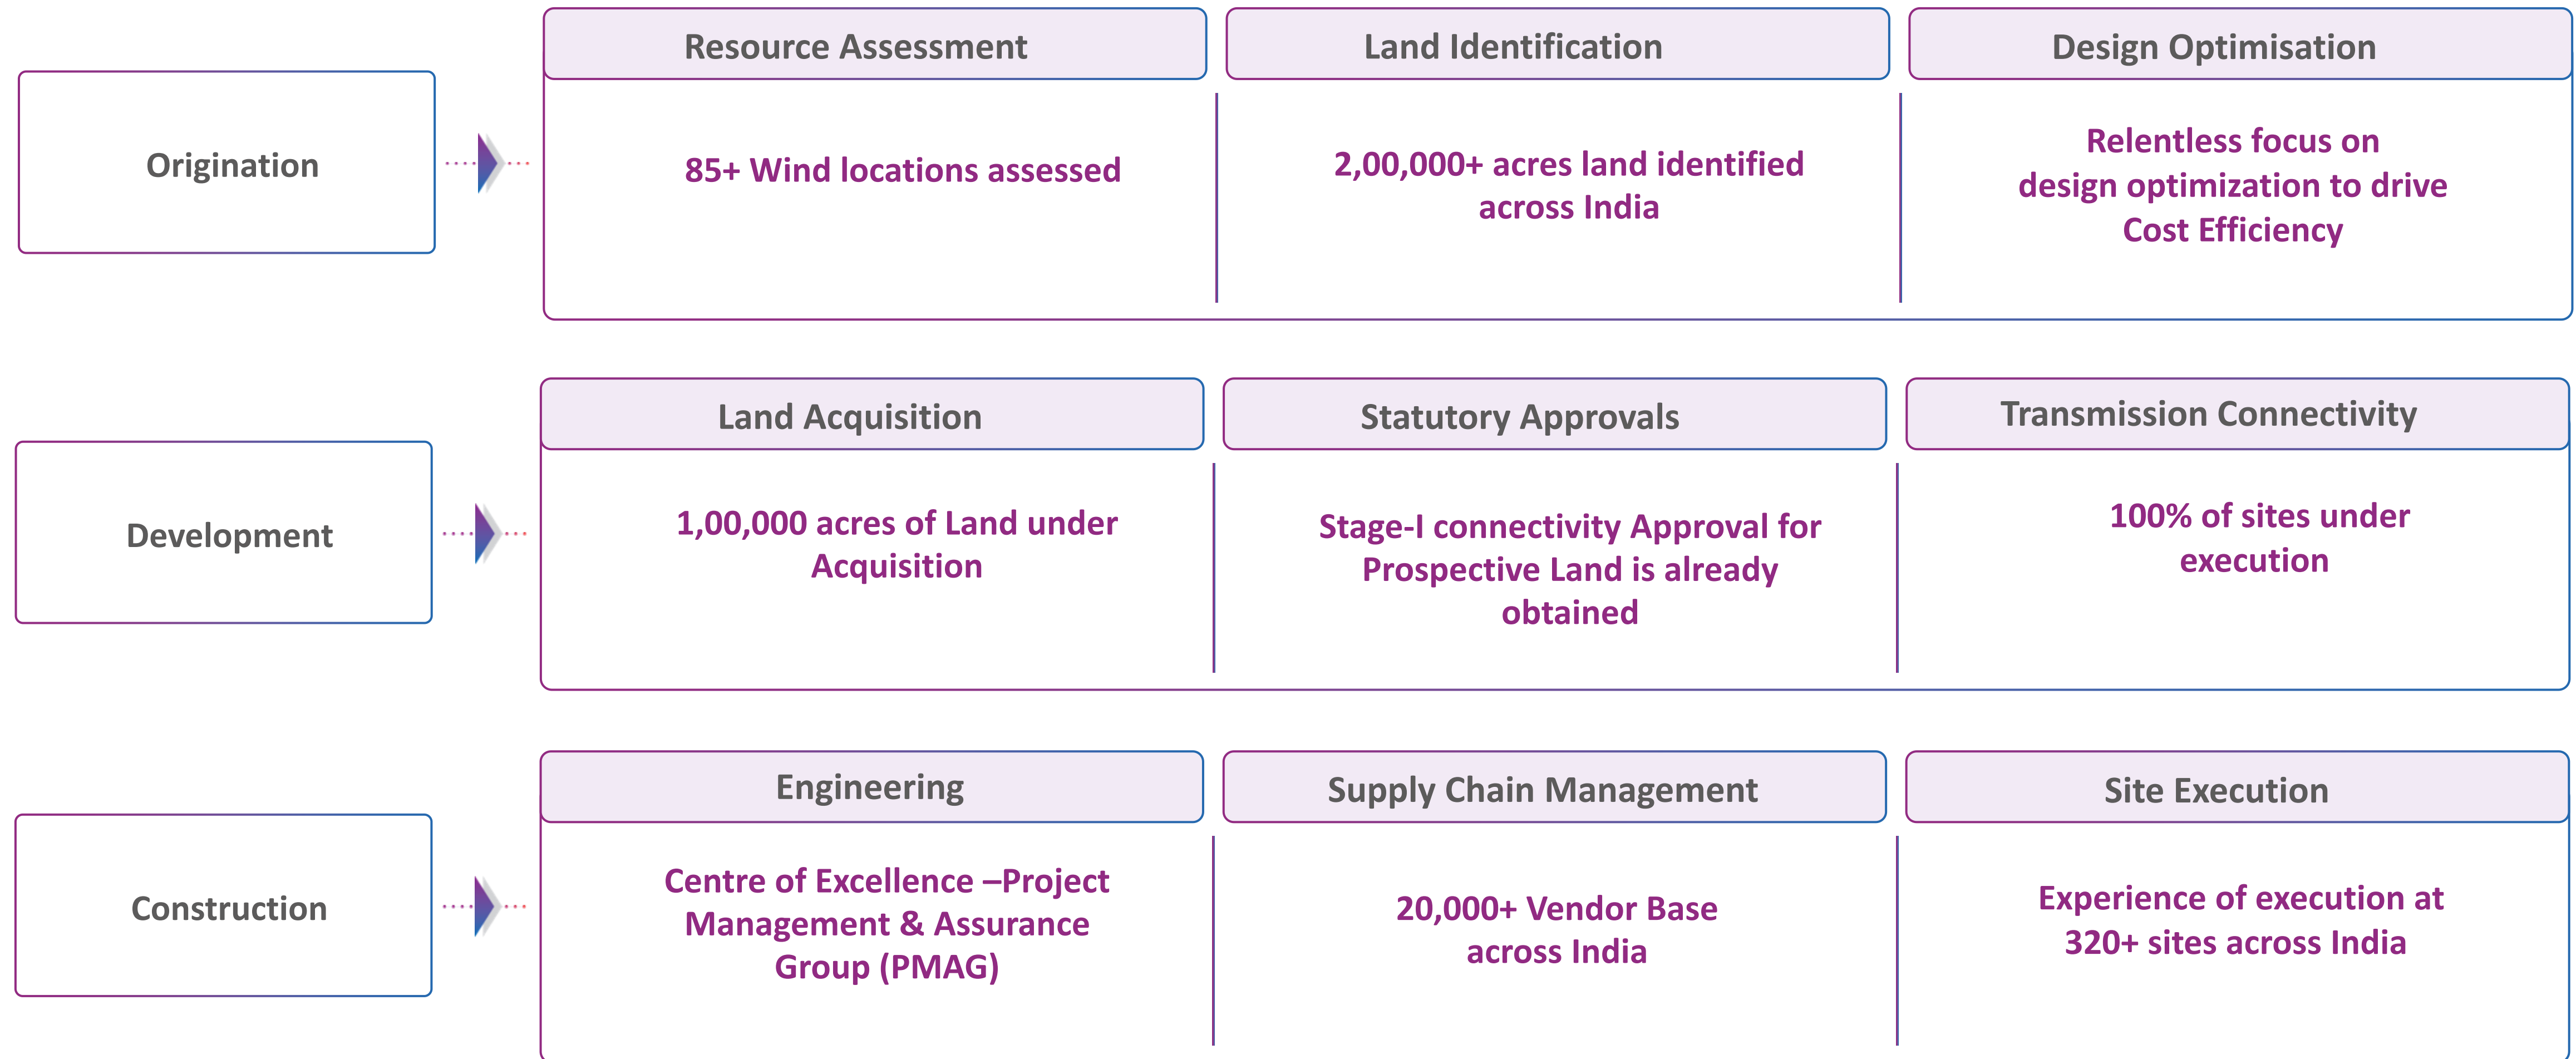 Resource Assessment
Land Identification
Design Optimisation
Origination
85+ Wind locations assessed
2,00,000+ acres land identified
across India
Relentless focus on
design optimization to drive
Cost Efficiency
Land Acquisition
Statutory Approvals
Transmission Connectivity
Development
1,00,000 acres of Land under
Acquisition
Stage-I connectivity Approval for
Prospective Land is already
obtained
100% of sites under
execution
Engineering
Supply Chain Management
Site Execution
Construction
Centre of Excellence –Project
Management & Assurance
Group (PMAG)
20,000+ Vendor Base
across India
Experience of execution at
320+ sites across India